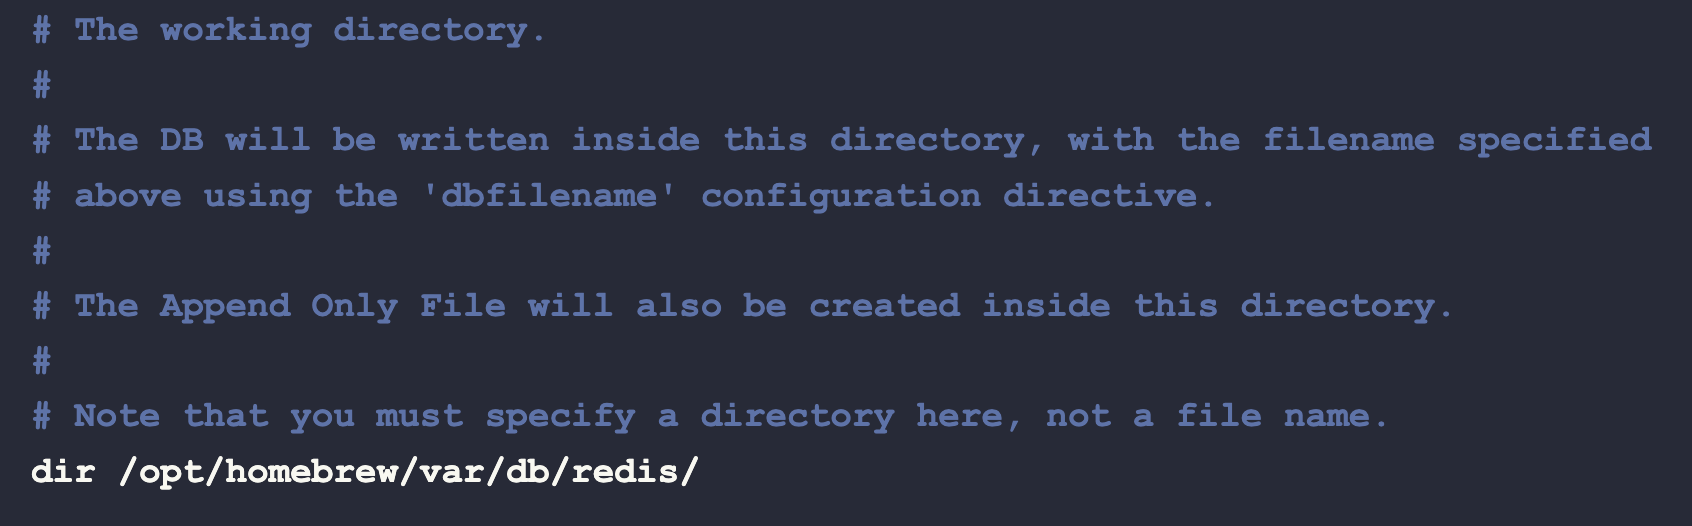 # The working directory.
#
# The DB will be written inside this directory, with the filename specified
# above using the 'dbfilename' configuration directive.
#
# The Append Only File will also be created inside this directory.
#
# Note that you must specify a directory here, not a file name.
dir /opt/homebrew/var/db/redis/